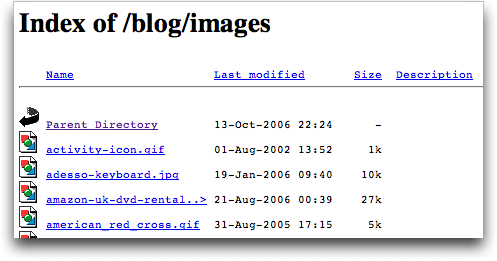 Index of /blog/images
Name Last modified Size Description
Parent Directory 13-Oct-2006 22:24 -
activity-icon.gif 01-Aug-2002 13:52 1k
adesso-keyboard.jpg 19-Jan-2006 09:40 10k
amazon-uk-dvd-rental..> 21-Aug-2006 00:39 27k
american_red_cross.gif 31-Aug-2005 17:15 5k